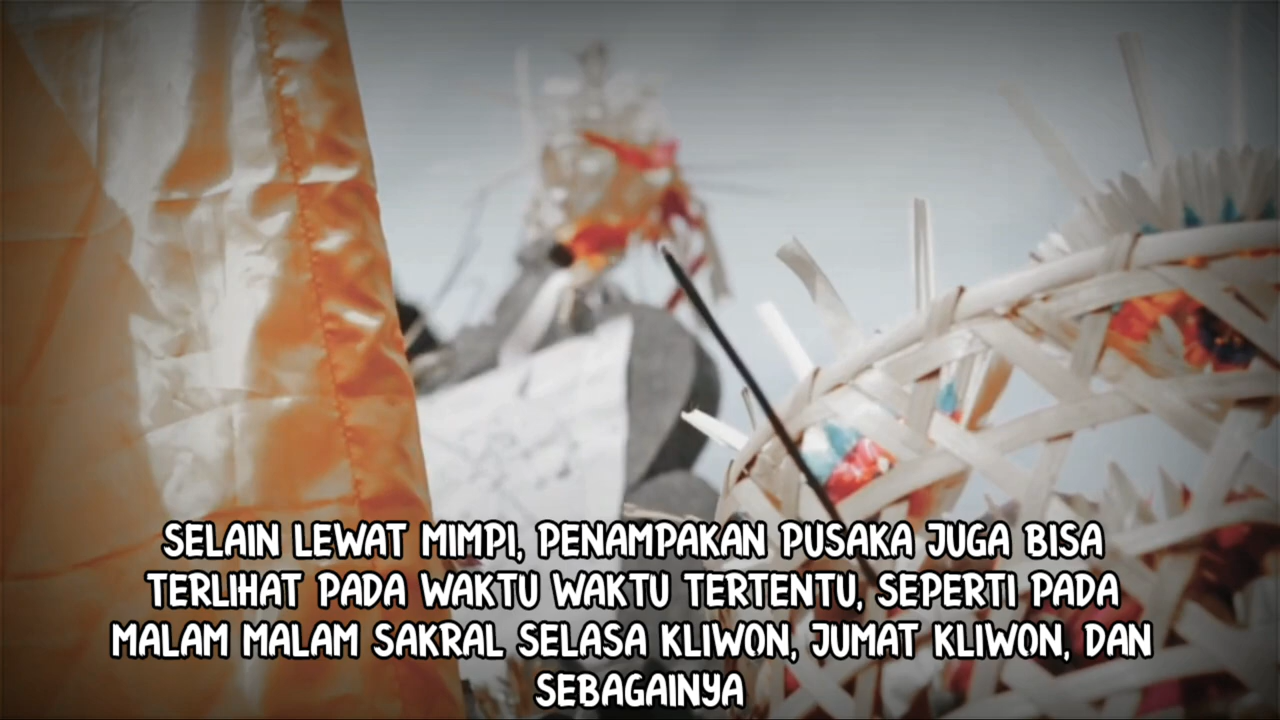 SELAIN LEWAT MIMPI, PENAMPAKAN PUSAKA JUGA BISA
TERLIHAT PADA WAKTU WAKTU TERTENTU, SEPERTI PADA
MALAM MALAM SAKRAL SELASA KLIWON, JUMAT KLIWON, DAN
SEBAGAINYA